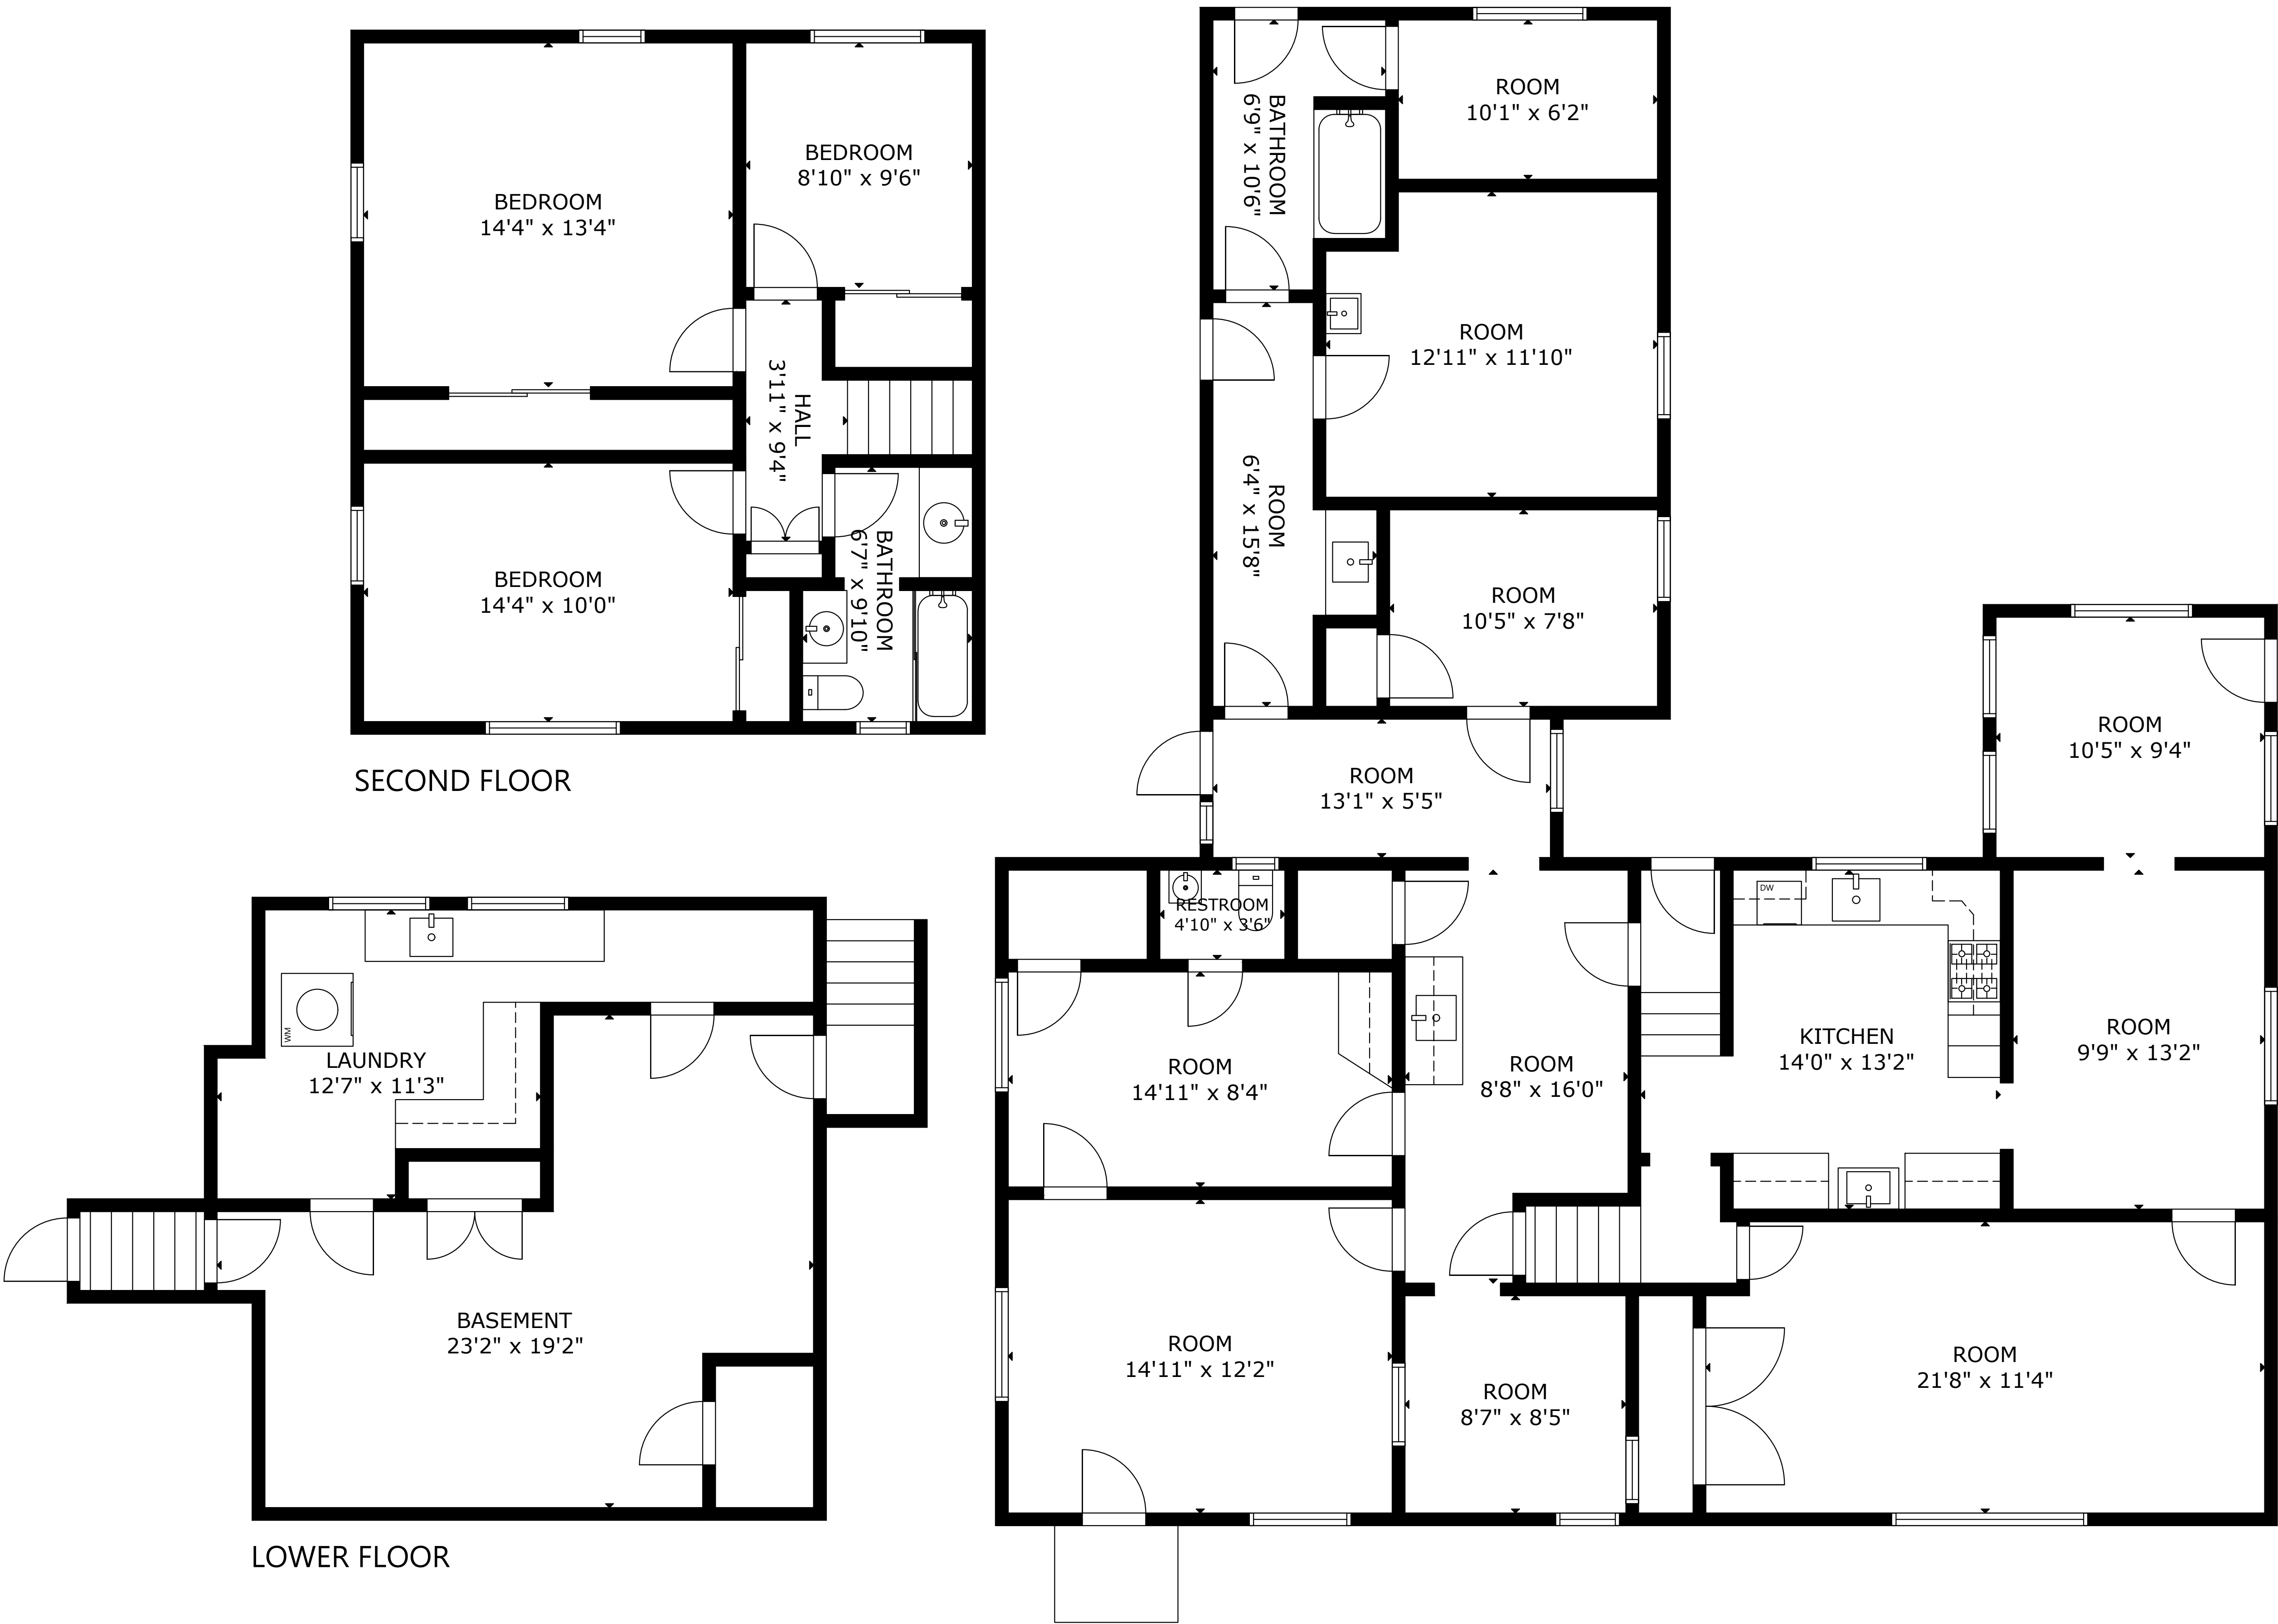 BEDROOM
14'4" x 13'4"
BEDROOM
8'10" x 9'6"
HALL
3'11" x 9'4"
BEDROOM
14'4" x 10'0"
BATHROOM
6'7" x 9'10"
SECOND FLOOR
BATHROOM
6'9" x 10'6"
ROOM
10'1" x 6'2"
ROOM
12'11" x 11'10"
ROOM
6'4" x 15'8"
ROOM
10'5" x 7'8"
ROOM
13'1" x 5'5"
ROOM
10'5" x 9'4"
RESTROOM
4'10" x 3'6"
DW
ROOM
14'11" x 8'4"
ROOM
8'8" x 16'0"
KITCHEN
14'0" x 13'2"
ROOM
9'9" x 13'2"
ROOM
14'11" x 12'2"
ROOM
8'7" x 8'5"
ROOM
21'8" x 11'4"
WM
LAUNDRY
12'7" x 11'3"
BASEMENT
23'2" x 19'2"
LOWER FLOOR